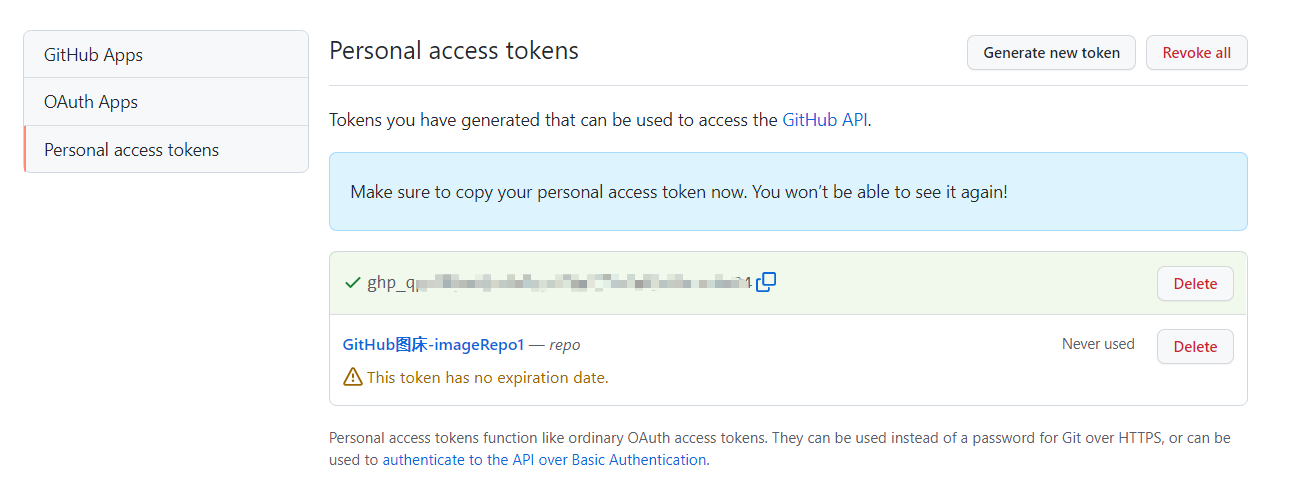 GitHub Apps
OAuth Apps
Personal access tokens
Personal access tokens
Generate new token
Revoke all
Tokens you have generated that can be used to access the GitHub API.
Make sure to copy your personal access token now. You won’t be able to see it again!
Delete
GitHub图床-imageRepo1 — repo
Never used
Delete
This token has no expiration date.
Personal access tokens function like ordinary OAuth access tokens. They can be used instead of a password for Git over HTTPS, or can be
used to authenticate to the API over Basic Authentication.